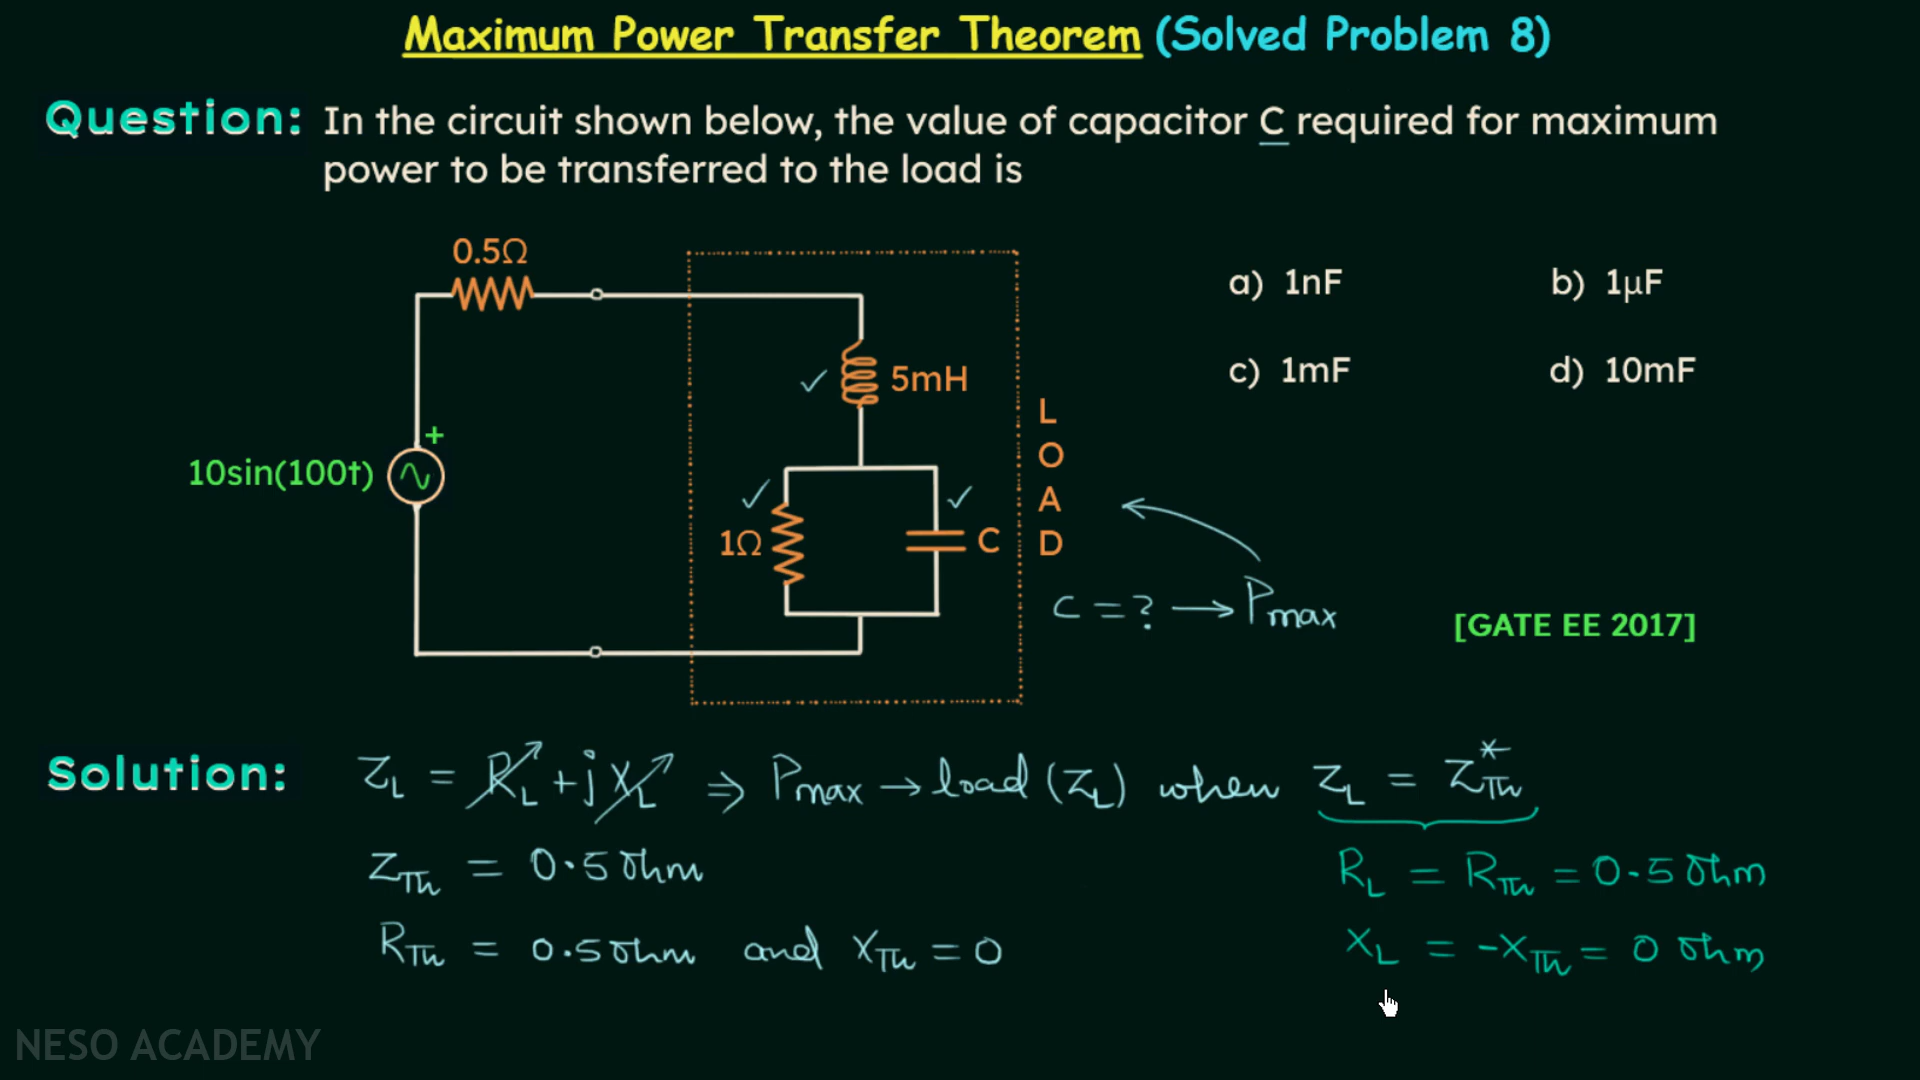 Maximum Power Transfer Theorem (Solved Problem 8)
Question: In the circuit shown below, the value of capacitor C required for maximum
power to be transferred to the load is
0.5Ω
a) 1nF b) 1μF
c) 1mF d) 10mF
5mH
+
10sin(100t)
1Ω
C
LOAD
C = ? → Pmax
[GATE EE 2017]
Solution: ZL = RL + jXL ⇒ Pmax → load (ZL) when ZL = ZTh*
ZTh = 0.5 ohm
RL = RTh = 0.5 ohm
RTh = 0.5 ohm and XTh = 0
XL = -XTh = 0 ohm
NESO ACADEMY